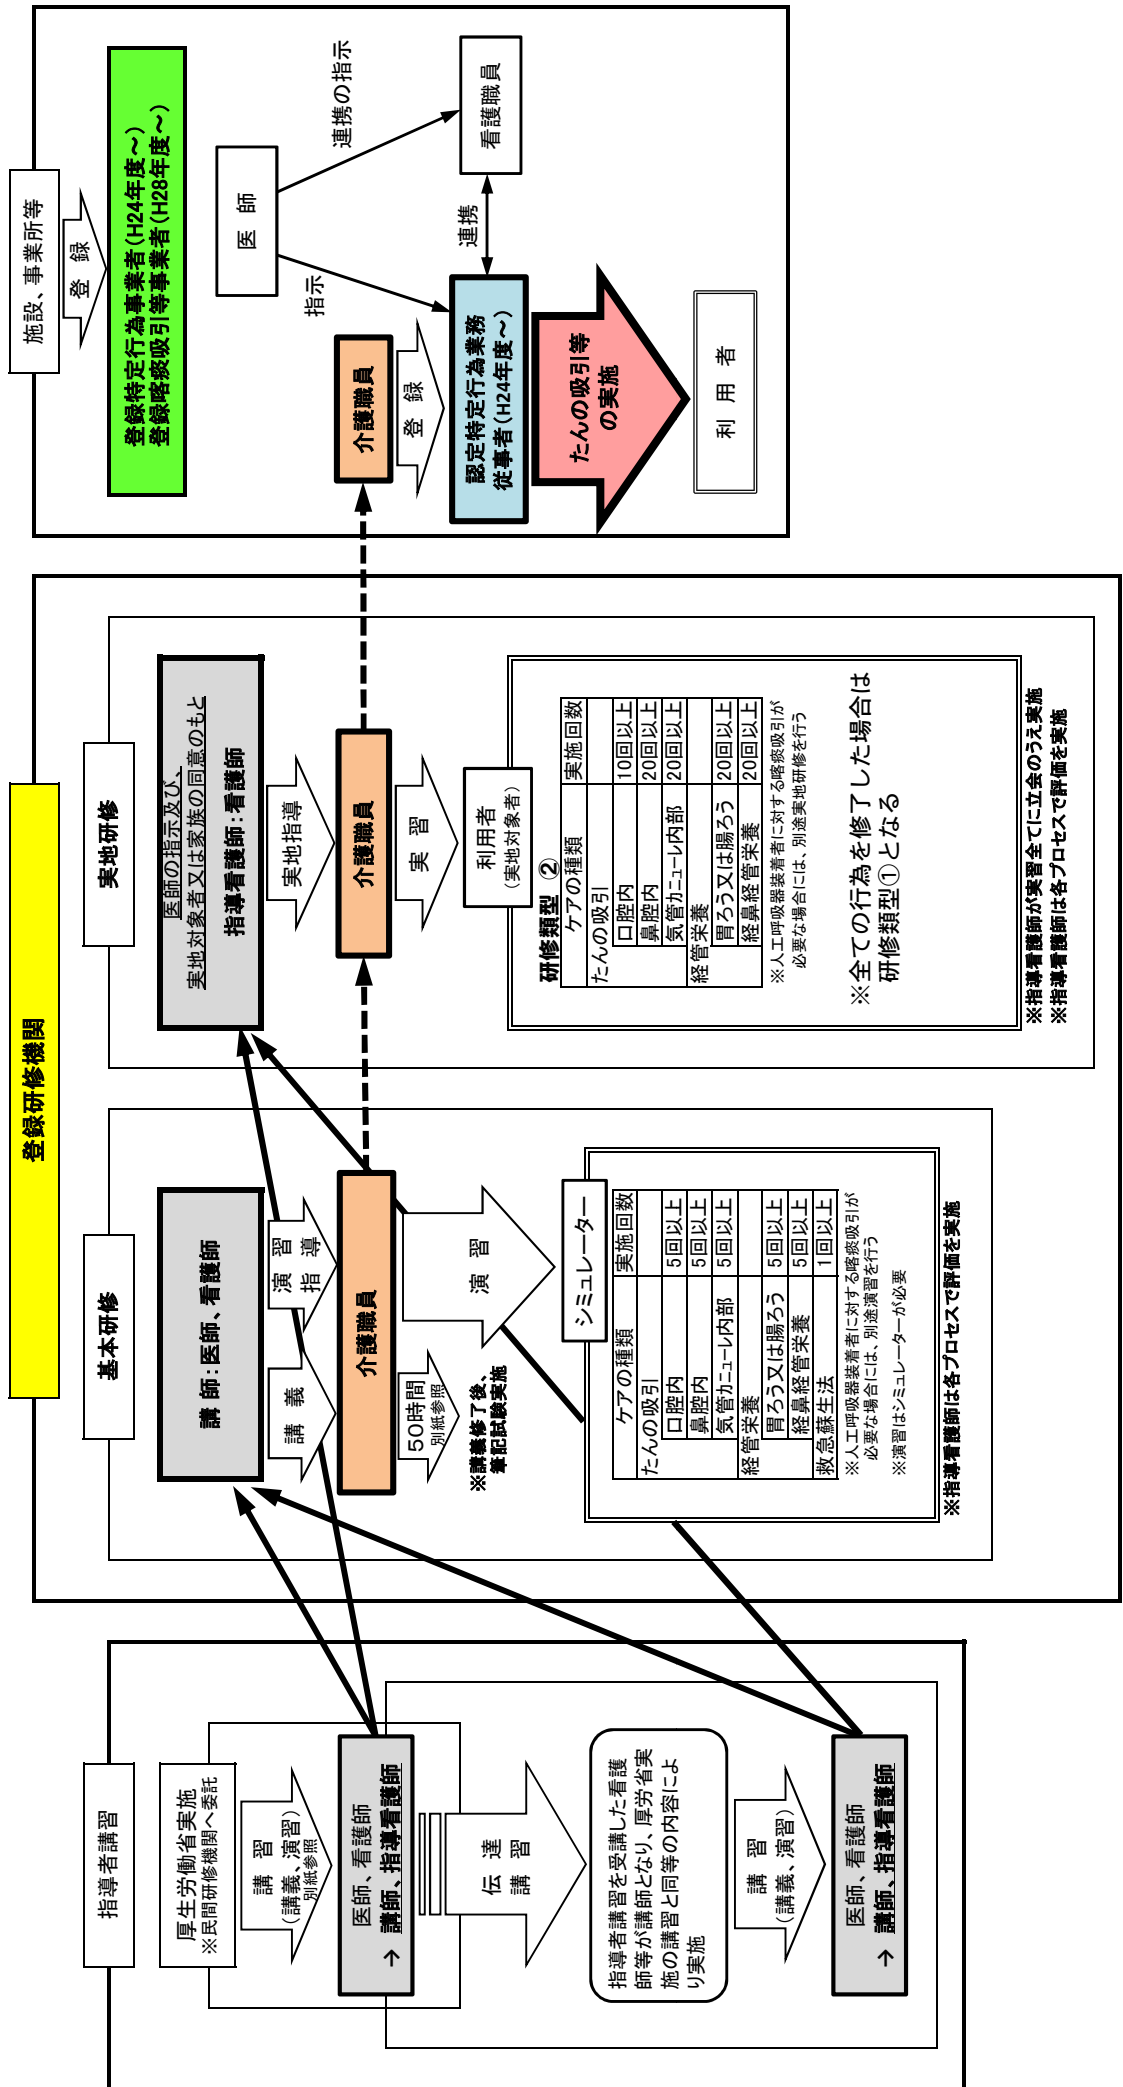 指導者講習
厚生労働省実施
※民間研修機関へ委託
講　習
（講義、演習）
別紙参照
医師、看護師
→ 講師、指導看護師
伝　達
講　習
指導者講習を受講した看護
師等が講師となり、厚労省実
施の講習と同等の内容によ
り実施
講　習
（講義、演習）
医師、看護師
→ 講師、指導看護師
登録研修機関
基本研修
講 師：医師、看護師
講　義
演　習
指　導
介護職員
50時間
別紙参照
※講義修了後、
筆記試験実施
演　習
シミュレーター
ケアの種類 実施回数
たんの吸引
口腔内 5回以上
鼻腔内 5回以上
気管ｶﾆｭｰﾚ内部 5回以上
経管栄養
胃ろう又は腸ろう 5回以上
経鼻経管栄養 5回以上
救急蘇生法 1回以上
※人工呼吸器装着者に対する喀痰吸引が
必要な場合には、別途演習を行う
※演習はシミュレーターが必要
※指導看護師は各プロセスで評価を実施
実地研修
医師の指示及び、
実地対象者又は家族の同意のもと
指導看護師：看護師
実地指導
介護職員
実　習
利用者
（実地対象者）
研修類型 ②
ケアの種類 実施回数
たんの吸引
口腔内 10回以上
鼻腔内 20回以上
気管ｶﾆｭｰﾚ内部 20回以上
経管栄養
胃ろう又は腸ろう 20回以上
経鼻経管栄養 20回以上
※人工呼吸器装着者に対する喀痰吸引が
必要な場合には、別途実地研修を行う
※全ての行為を修了した場合は
研修類型①となる
※指導看護師が実習全てに立会のうえ実施
※指導看護師は各プロセスで評価を実施
施設、事業所等
登　録
登録特定行為事業者（H24年度～）
登録喀痰吸引等事業者（H28年度～）
医　師
指示
連携の指示
介護職員
登　録
認定特定行為業務
従事者（H24年度～）
連携
看護職員
たんの吸引等
の実施
利　用　者